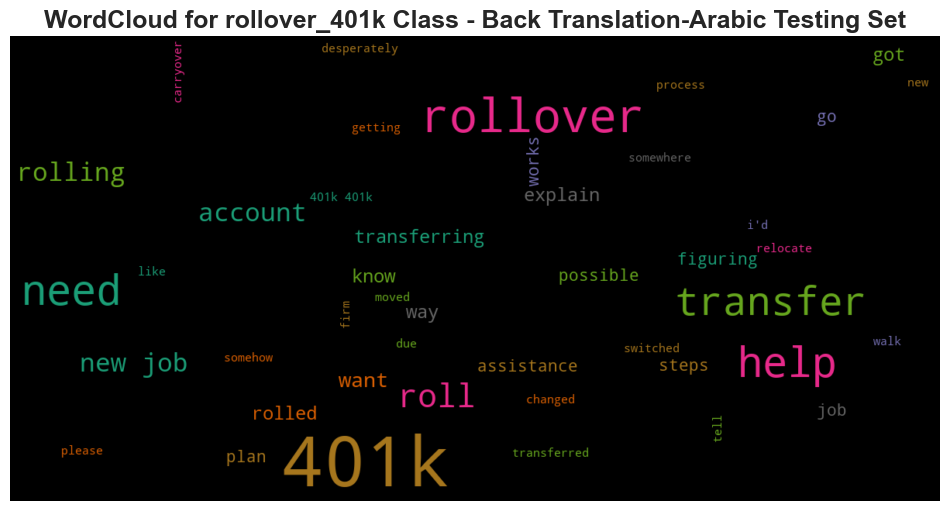 WordCloud for rollover_401k Class - Back Translation-Arabic Testing Set
desperately
carryover
got
process
new
rollover
go
getting
works
somewhere
rolling
explain
401k 401k
account
i'd
transferring
relocate
figuring
like
know
possible
need
moved
transfer
firm
way
due
walk
switched
new job
somehow
help
assistance
steps
want
roll
changed
job
rolled
tell
please
plan
401k
transferred